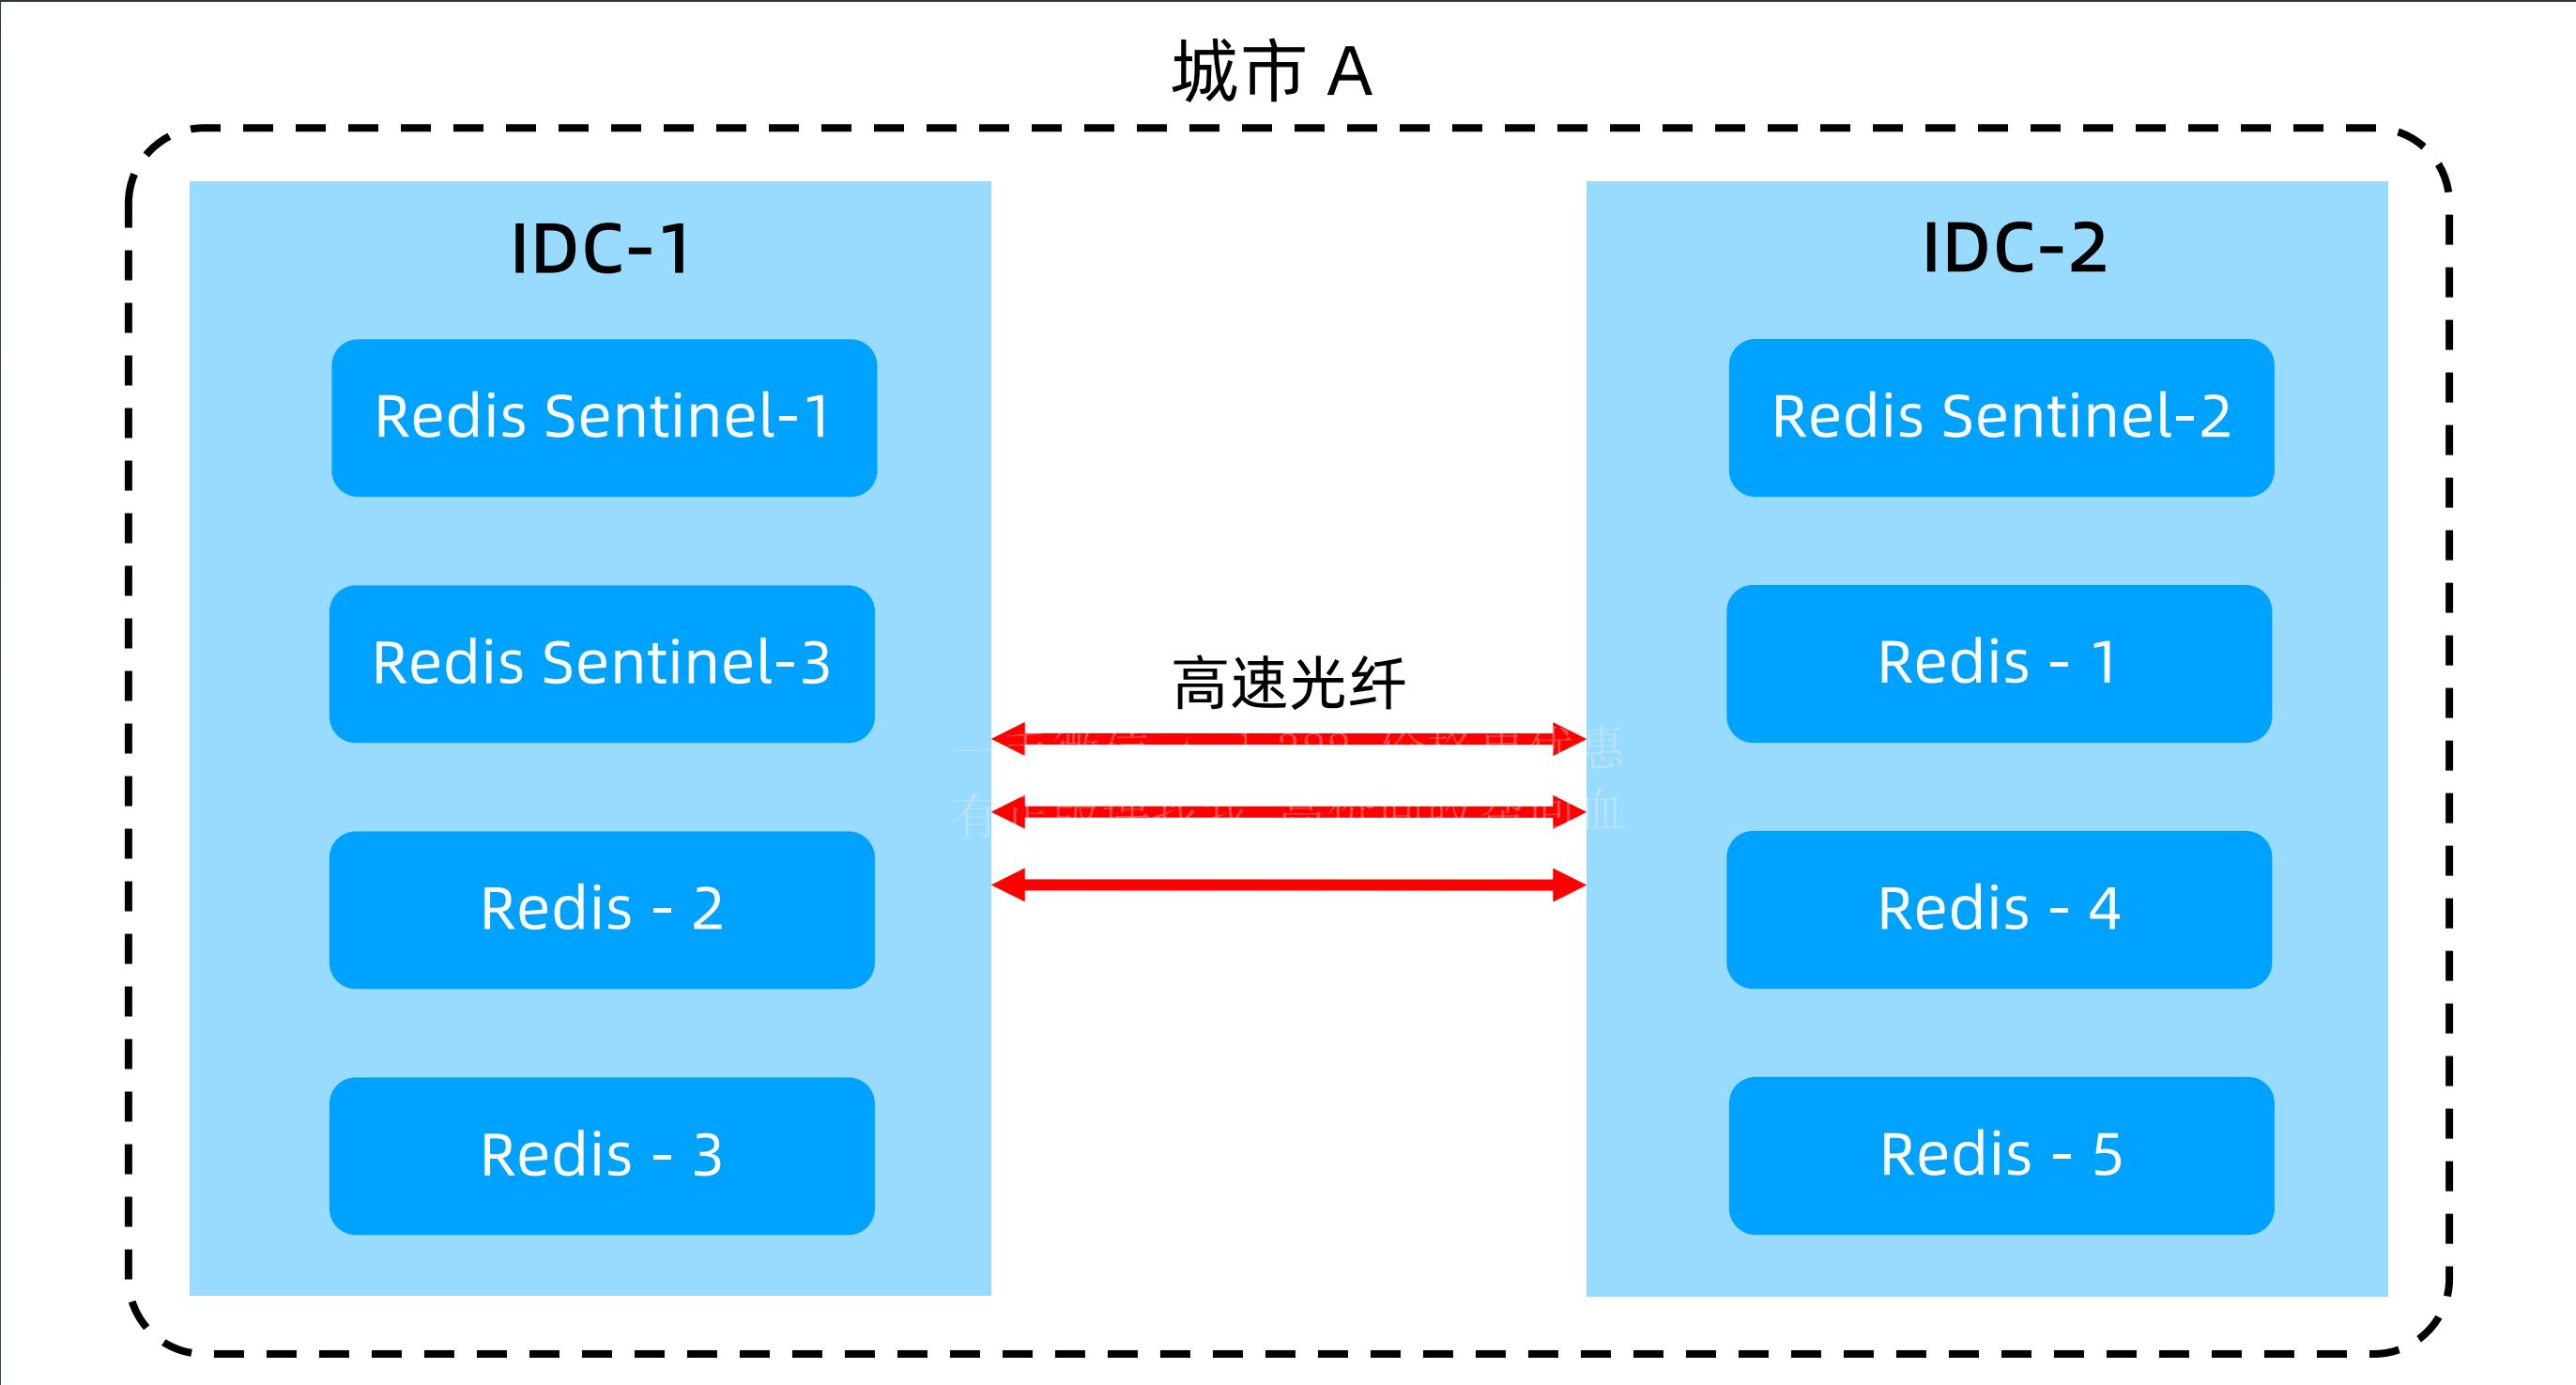 城市 A
IDC-1
Redis Sentinel-1
Redis Sentinel-3
Redis - 2
Redis - 3
高速光纤
IDC-2
Redis Sentinel-2
Redis - 1
Redis - 4
Redis - 5